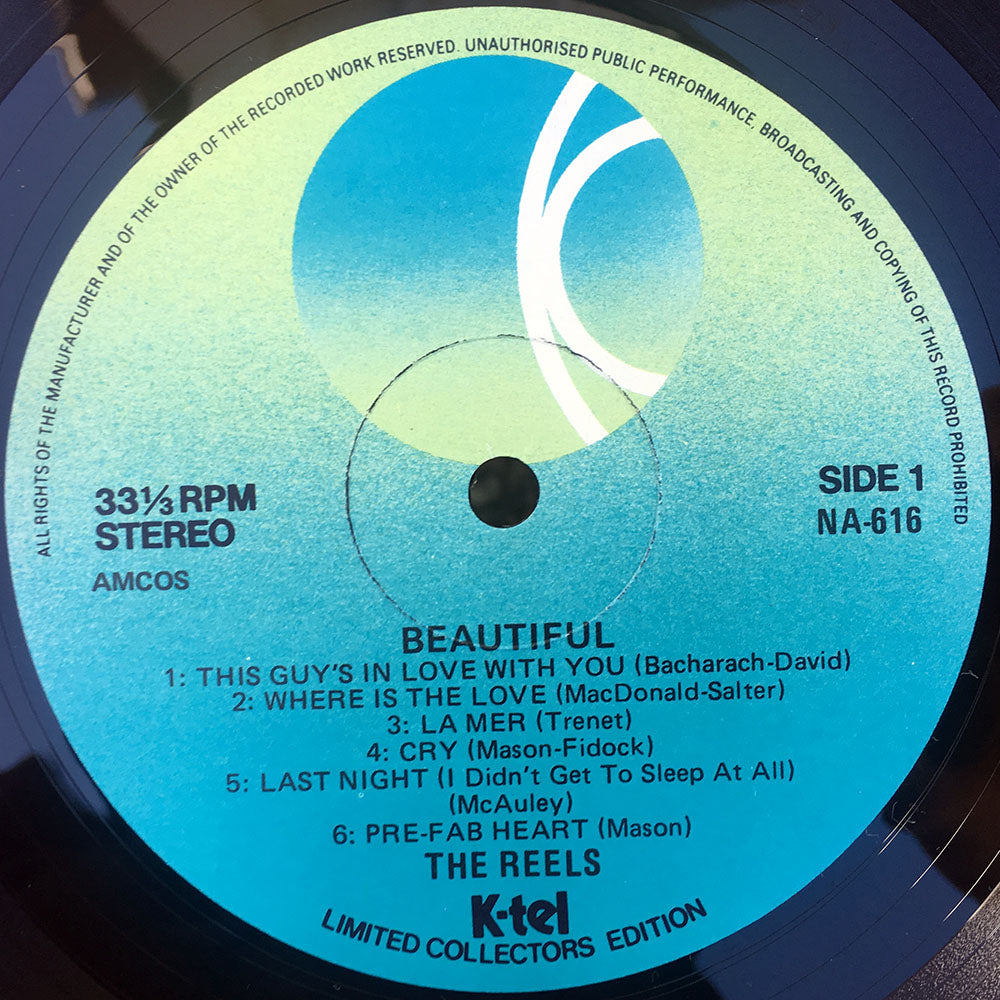 ALL RIGHTS OF THE MANUFACTURER AND OF THE OWNER OF THE RECORDED WORK RESERVED. UNAUTHORISED PUBLIC PERFORMANCE, BROADCASTING AND COPYING OF THIS RECORD PROHIBITED
33⅓ RPM
STEREO
AMCOS
SIDE 1
NA-616
BEAUTIFUL
1: THIS GUY'S IN LOVE WITH YOU (Bacharach-David)
2: WHERE IS THE LOVE (MacDonald-Salter)
3: LA MER (Trenet)
4: CRY (Mason-Fidock)
5: LAST NIGHT (I Didn't Get To Sleep At All)
(McAuley)
6: PRE-FAB HEART (Mason)
THE REELS
K-tel
LIMITED COLLECTORS EDITION